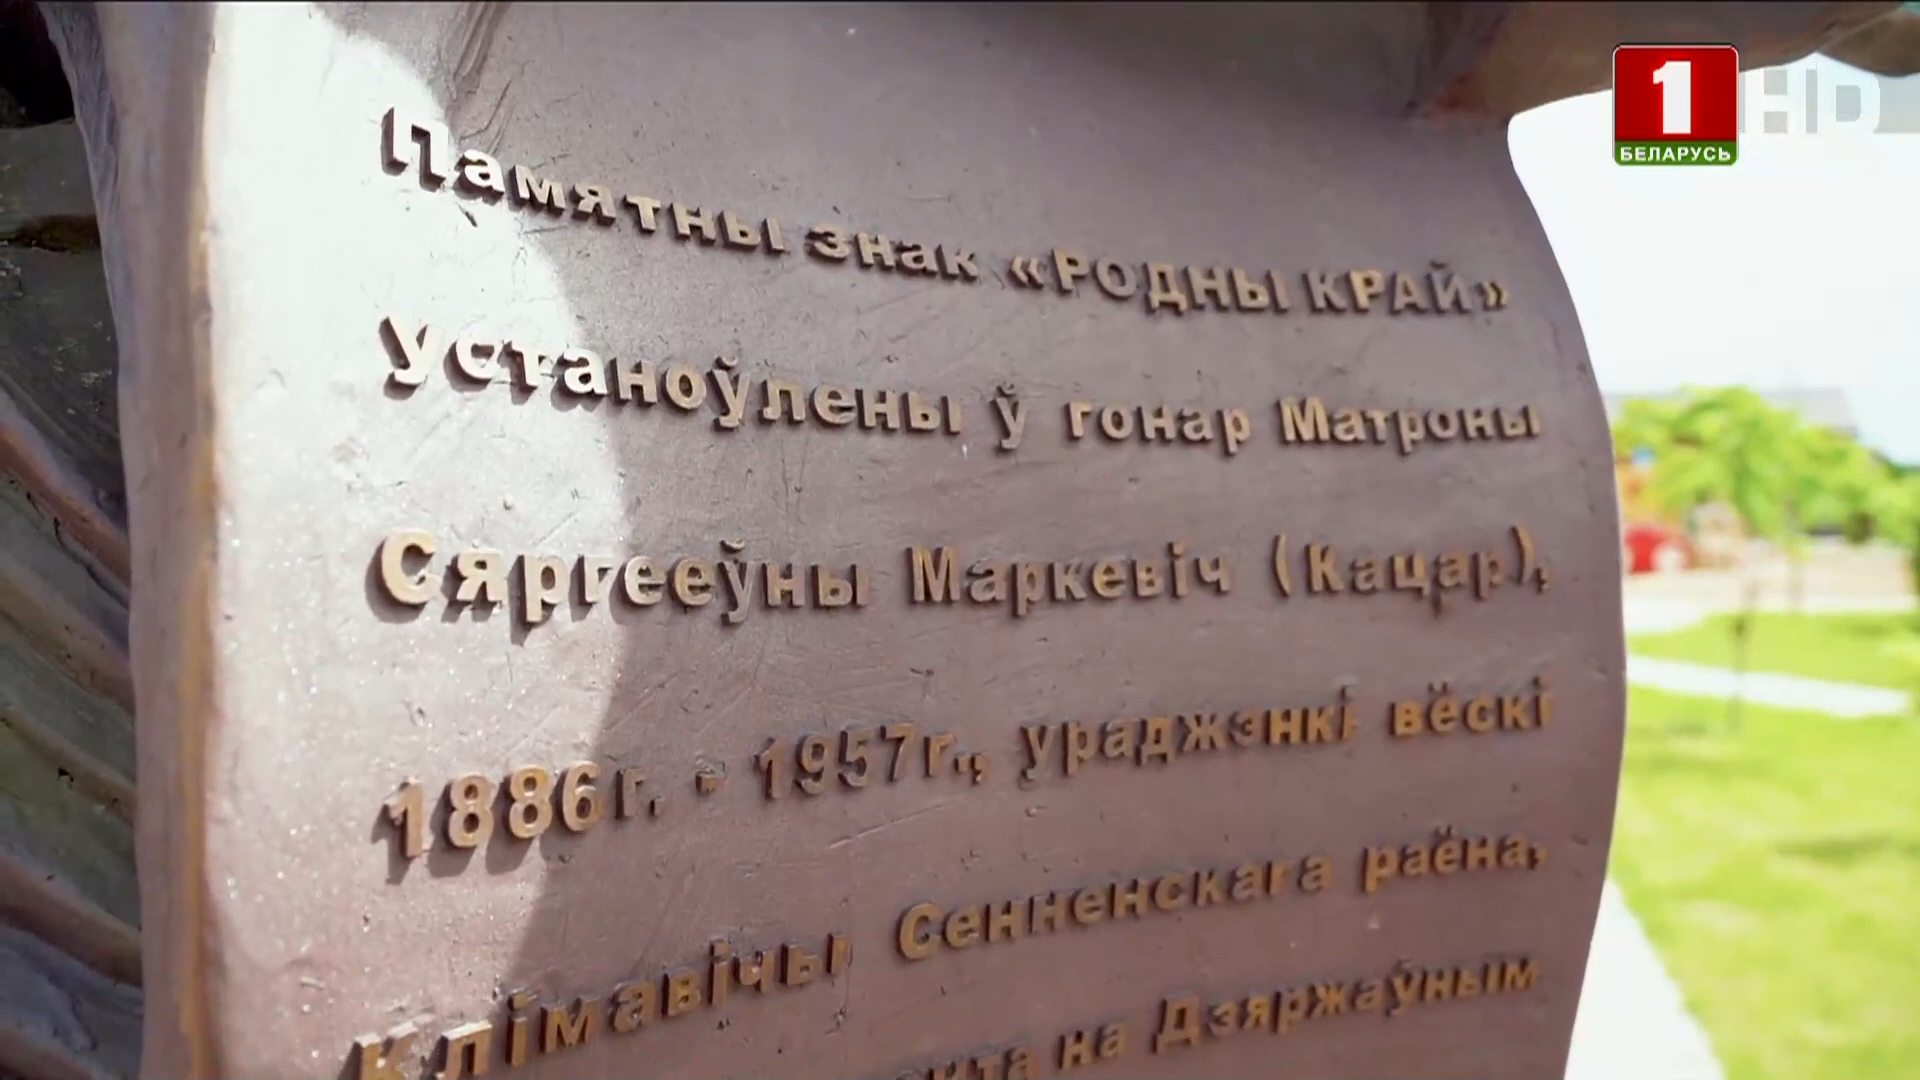 1 HD
БЕЛАРУСЬ
Памятны знак «РОДНЫ КРАЙ»
устаноўлены ў гонар Матроны
Сяргееўны Маркевіч (Кацар),
1886г. - 1957г., ураджэнкі вёскі
Клімавічы Сенненскага раёна,
на Дзяржаўным